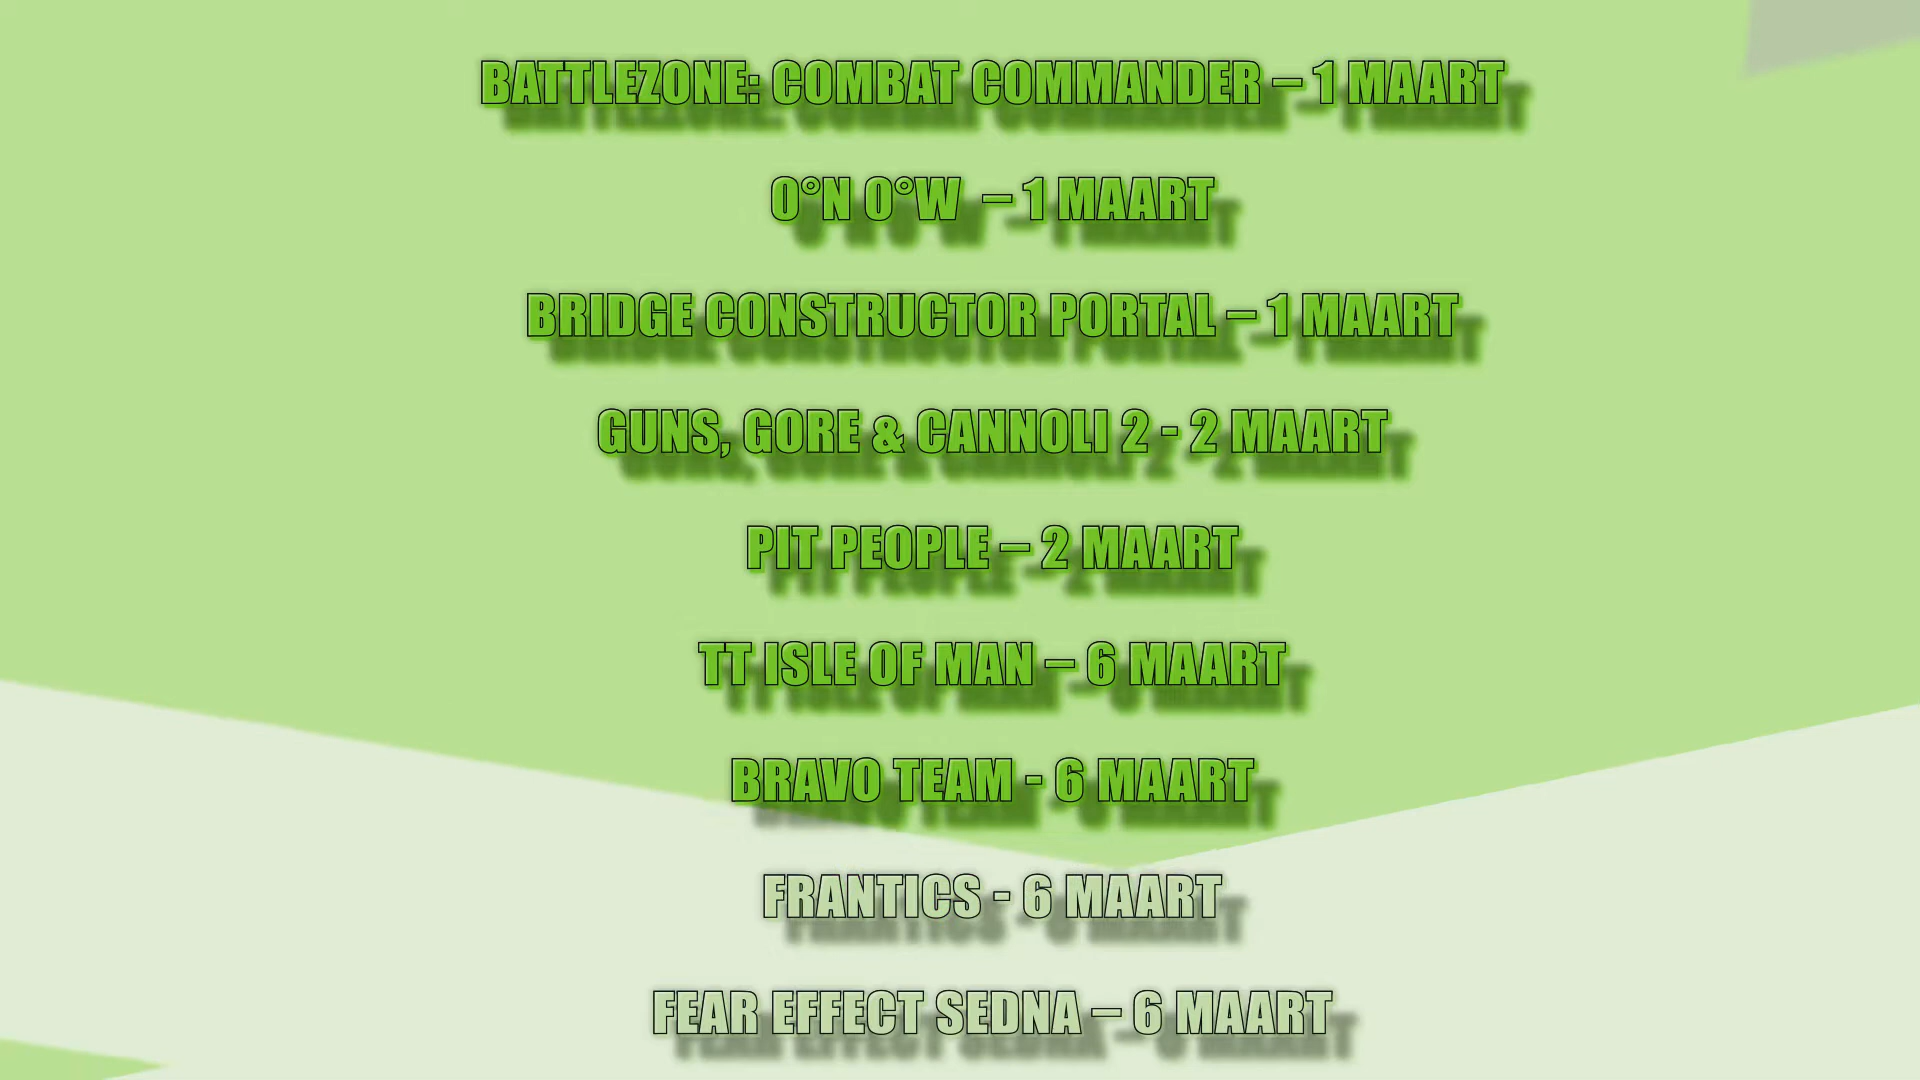 BATTLEZONE: COMBAT COMMANDER – 1 MAART
0°N 0°W – 1 MAART
BRIDGE CONSTRUCTOR PORTAL – 1 MAART
GUNS, GORE & CANNOLI 2 - 2 MAART
PIT PEOPLE – 2 MAART
TT ISLE OF MAN – 6 MAART
BRAVO TEAM - 6 MAART
FRANTICS - 6 MAART
FEAR EFFECT SEDNA – 6 MAART